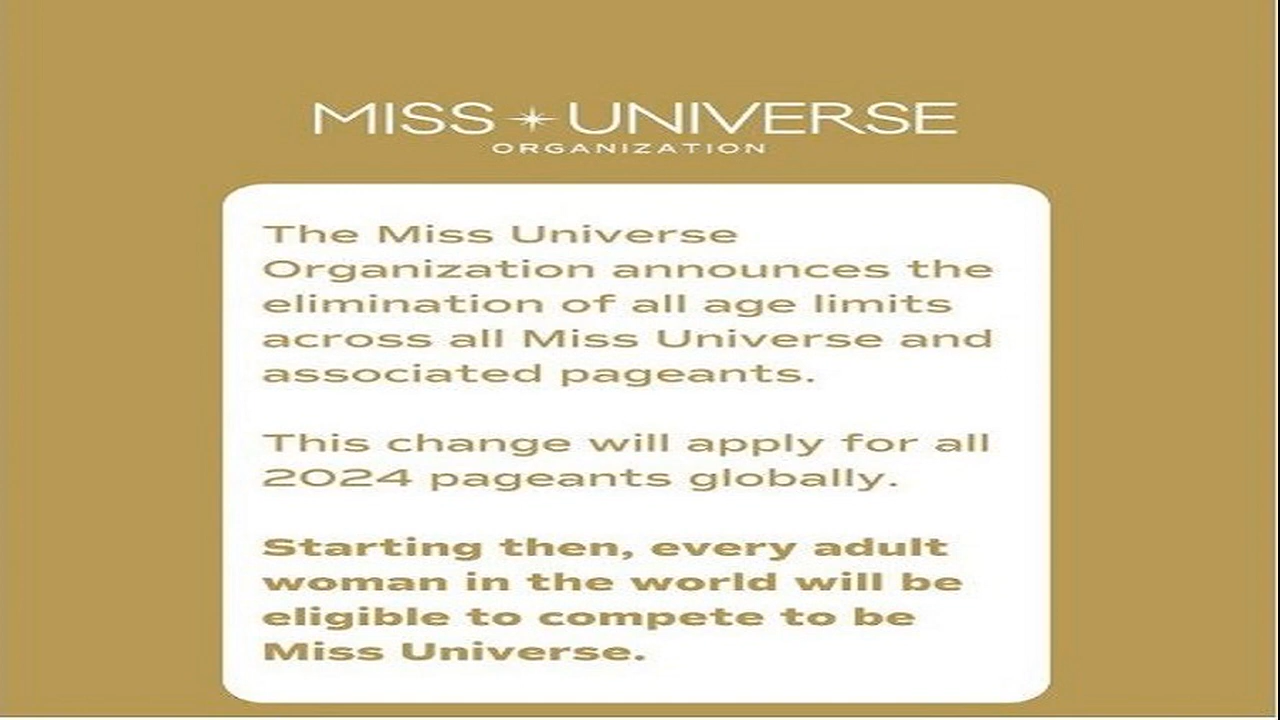 MISS UNIVERSE
ORGANIZATION
The Miss Universe
Organization announces the
elimination of all age limits
across all Miss Universe and
associated pageants.
This change will apply for all
2024 pageants globally.
Starting then, every adult
woman in the world will be
eligible to compete to be
Miss Universe.